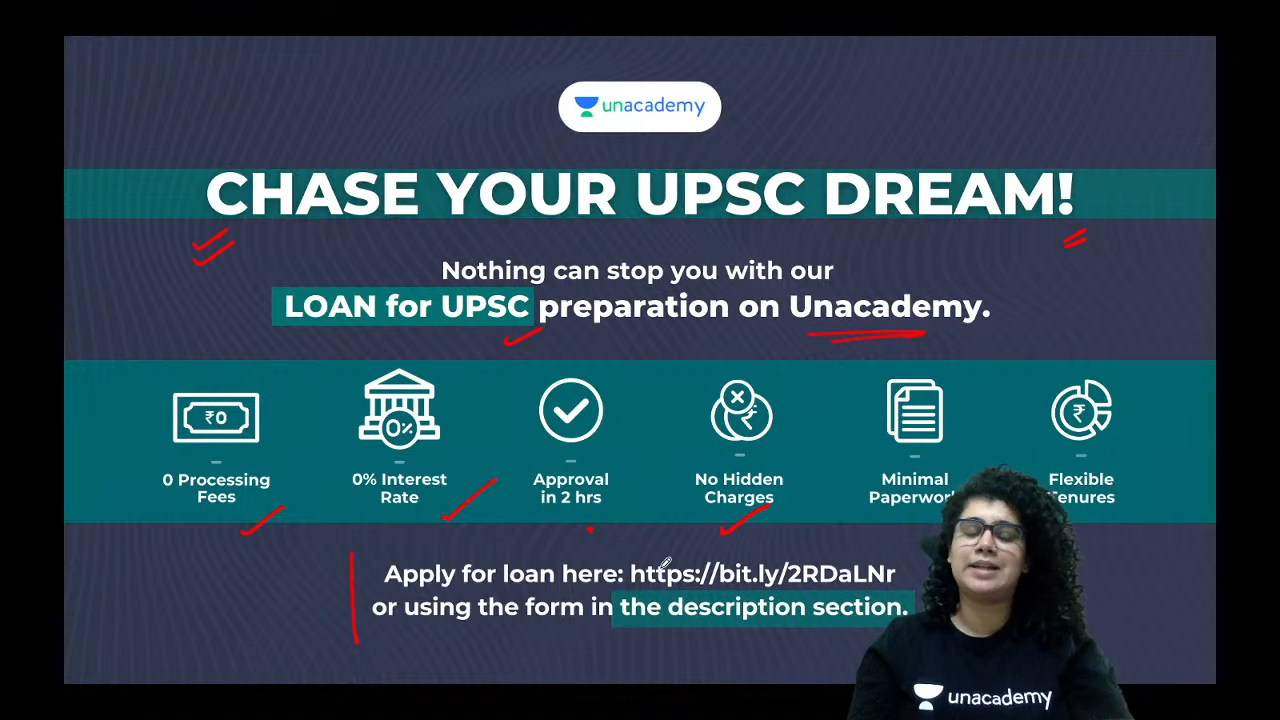 unacademy
CHASE YOUR UPSC DREAM!
Nothing can stop you with our
LOAN for UPSC preparation on Unacademy.
₹0
0%
₹
₹
0 Processing
Fees
0% Interest
Rate
Approval
in 2 hrs
No Hidden
Charges
Minimal
Paperwork
Flexible
Tenures
Apply for loan here: https://bit.ly/2RDaLNr
or using the form in the description section.
unacademy